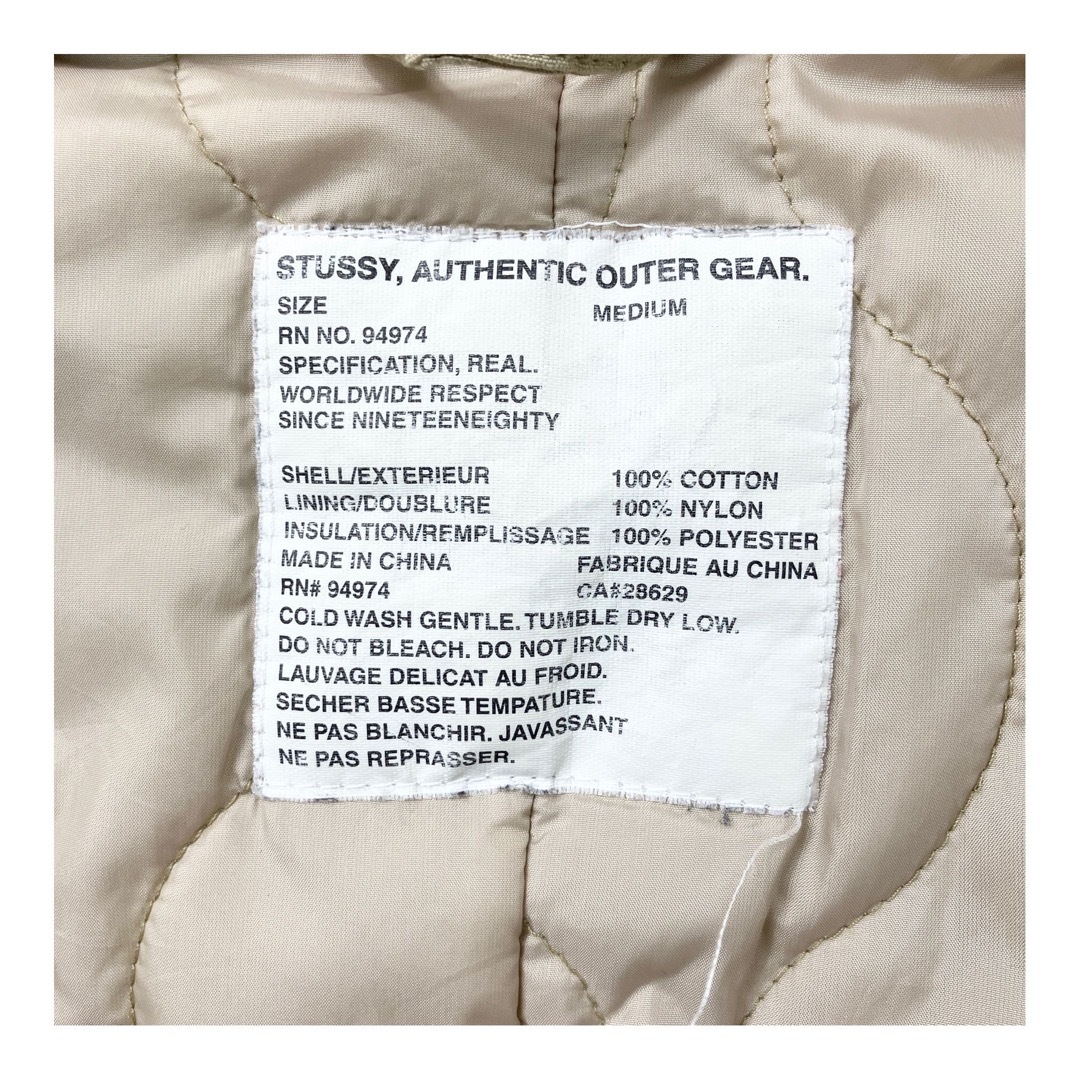 STUSSY, AUTHENTIC OUTER GEAR.
SIZE MEDIUM
RN NO. 94974
SPECIFICATION, REAL.
WORLDWIDE RESPECT
SINCE NINETEENEIGHTY
SHELL/EXTERIEUR 100% COTTON
LINING/DOUBLURE 100% NYLON
INSULATION/REMPLISSAGE 100% POLYESTER
MADE IN CHINA FABRIQUE AU CHINA
RN# 94974 CA#28629
COLD WASH GENTLE. TUMBLE DRY LOW.
DO NOT BLEACH. DO NOT IRON.
LAUVAGE DELICAT AU FROID.
SECHER BASSE TEMPATURE.
NE PAS BLANCHIR. JAVASSANT
NE PAS REPRASSER.